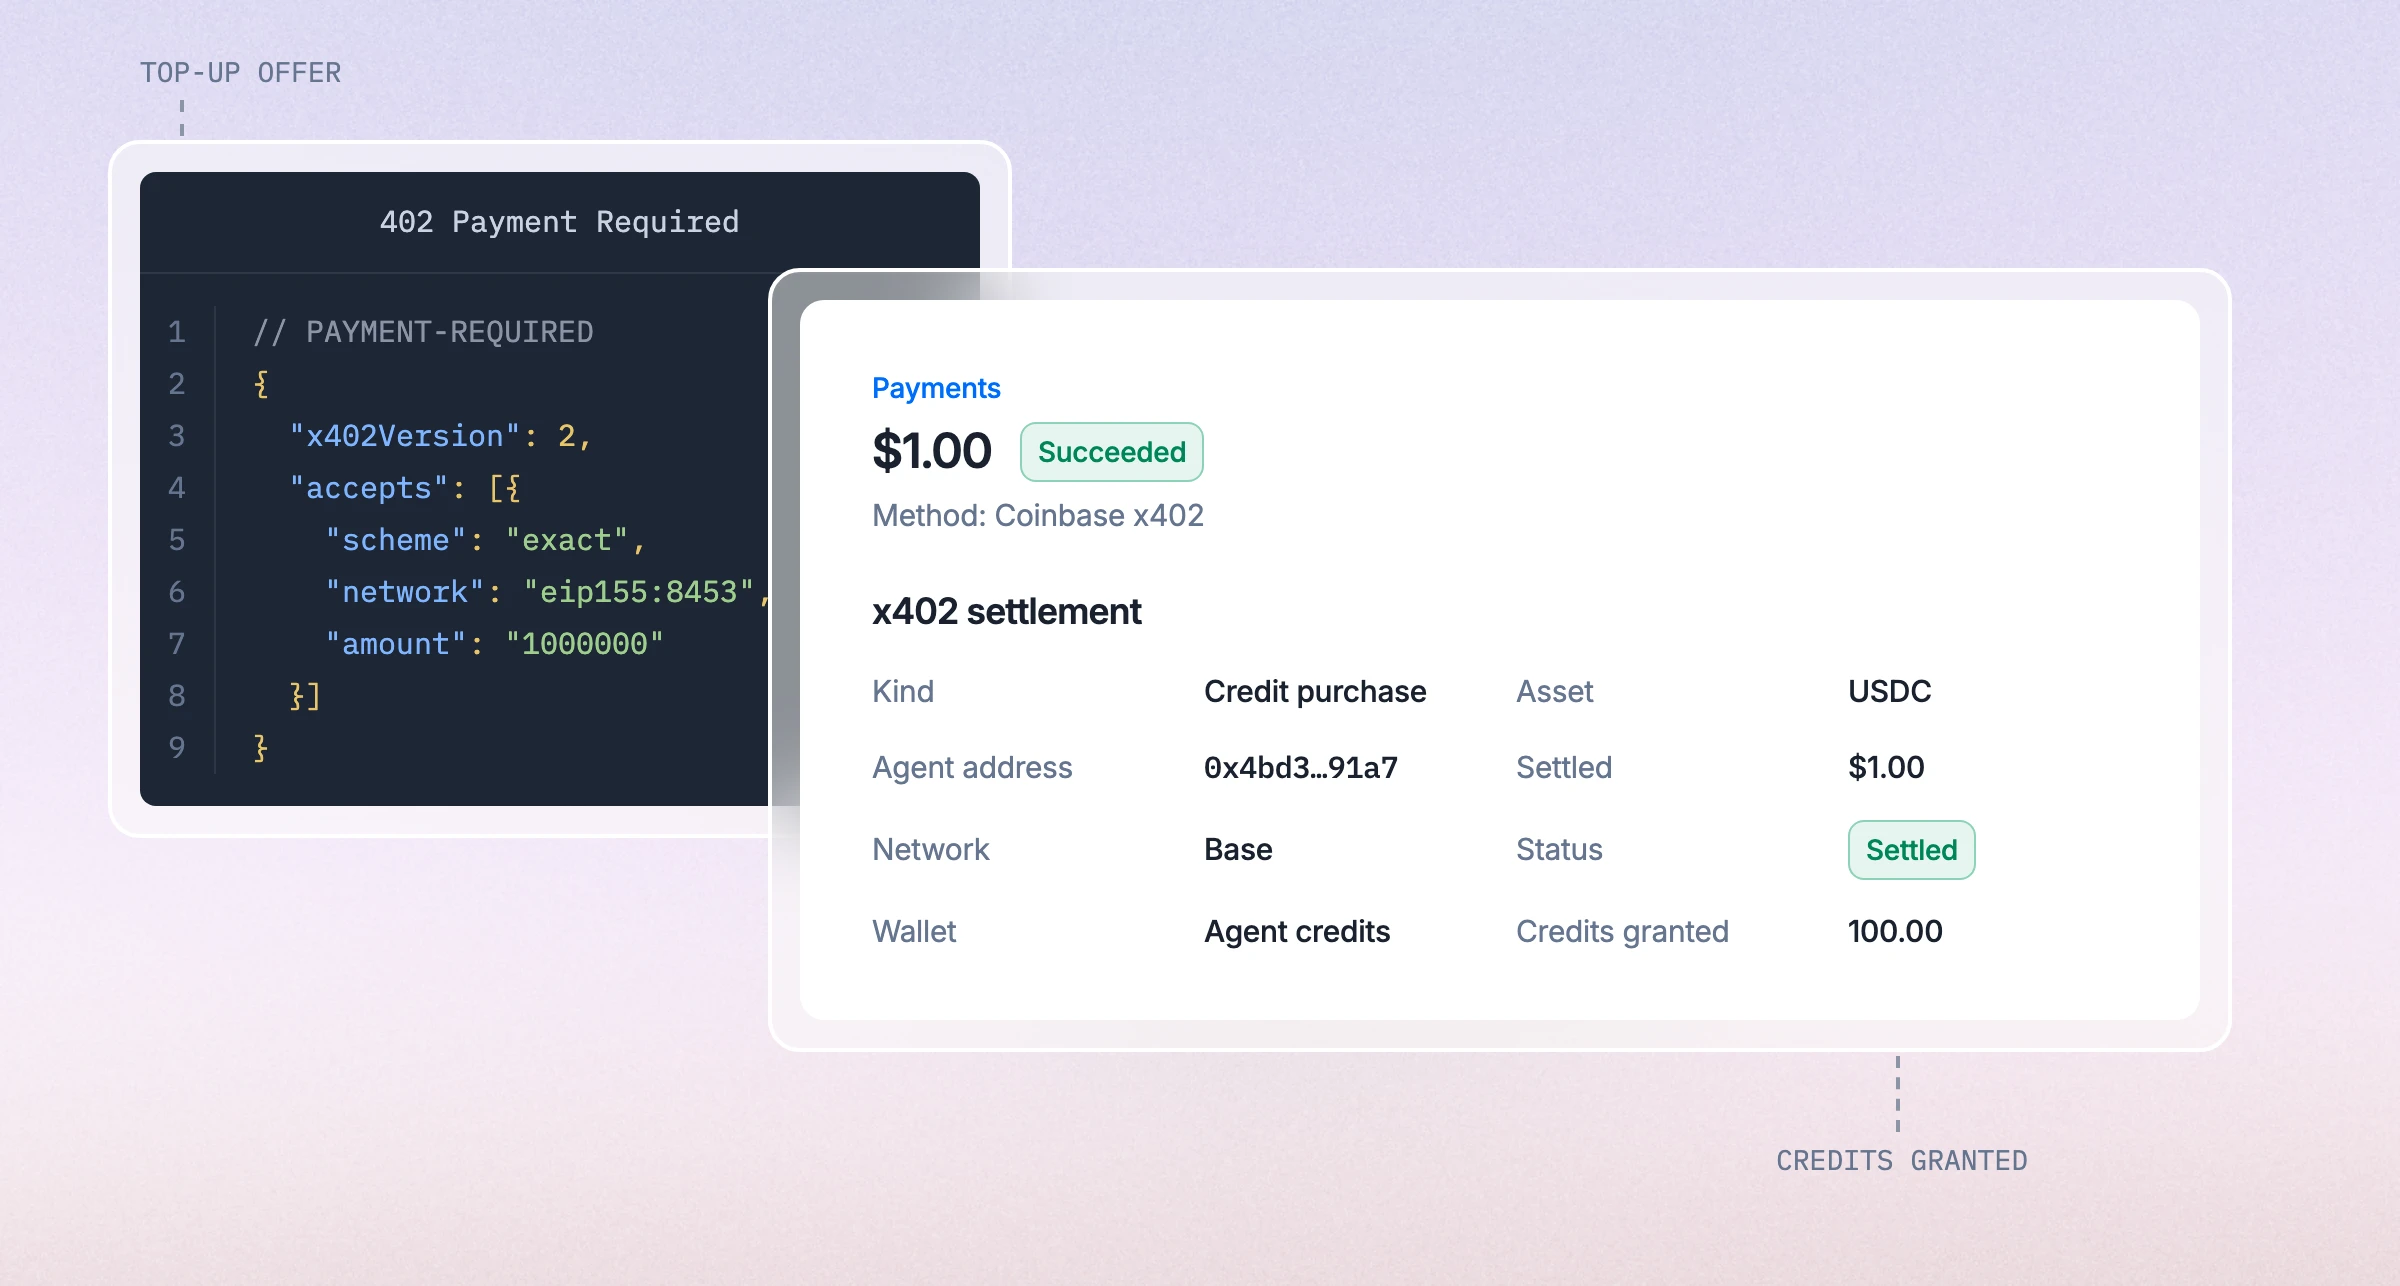 TOP-UP OFFER
402 Payment Required
1 // PAYMENT-REQUIRED
2 {
3 "x402Version": 2,
4 "accepts": [{
5 "scheme": "exact",
6 "network": "eip155:8453",
7 "amount": "1000000"
8 }]
9 }
Payments
$1.00 Succeeded
Method: Coinbase x402
x402 settlement
Kind Credit purchase Asset USDC
Agent address 0x4bd3…91a7 Settled $1.00
Network Base Status Settled
Wallet Agent credits Credits granted 100.00
CREDITS GRANTED